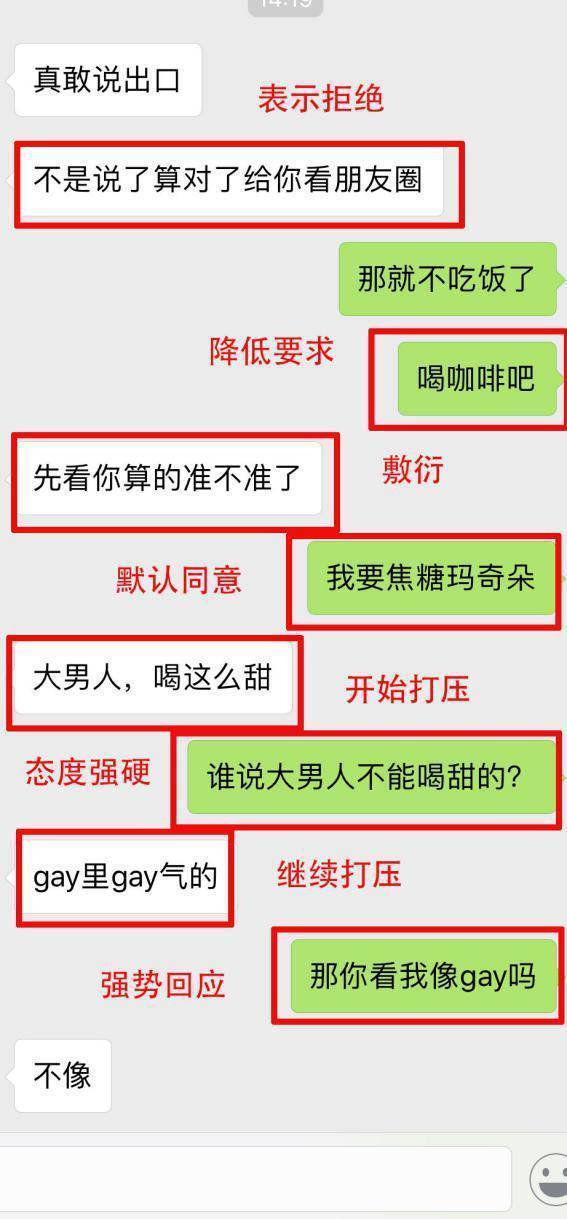 14:19
真敢说出口
表示拒绝
不是说了算对了给你看朋友圈
那就不吃饭了
降低要求
喝咖啡吧
敷衍
先看你算的准不准了
默认同意
我要焦糖玛奇朵
大男人，喝这么甜
开始打压
态度强硬
谁说大男人不能喝甜的？
gay里gay气的
继续打压
强势回应
那你看我像gay吗
不像